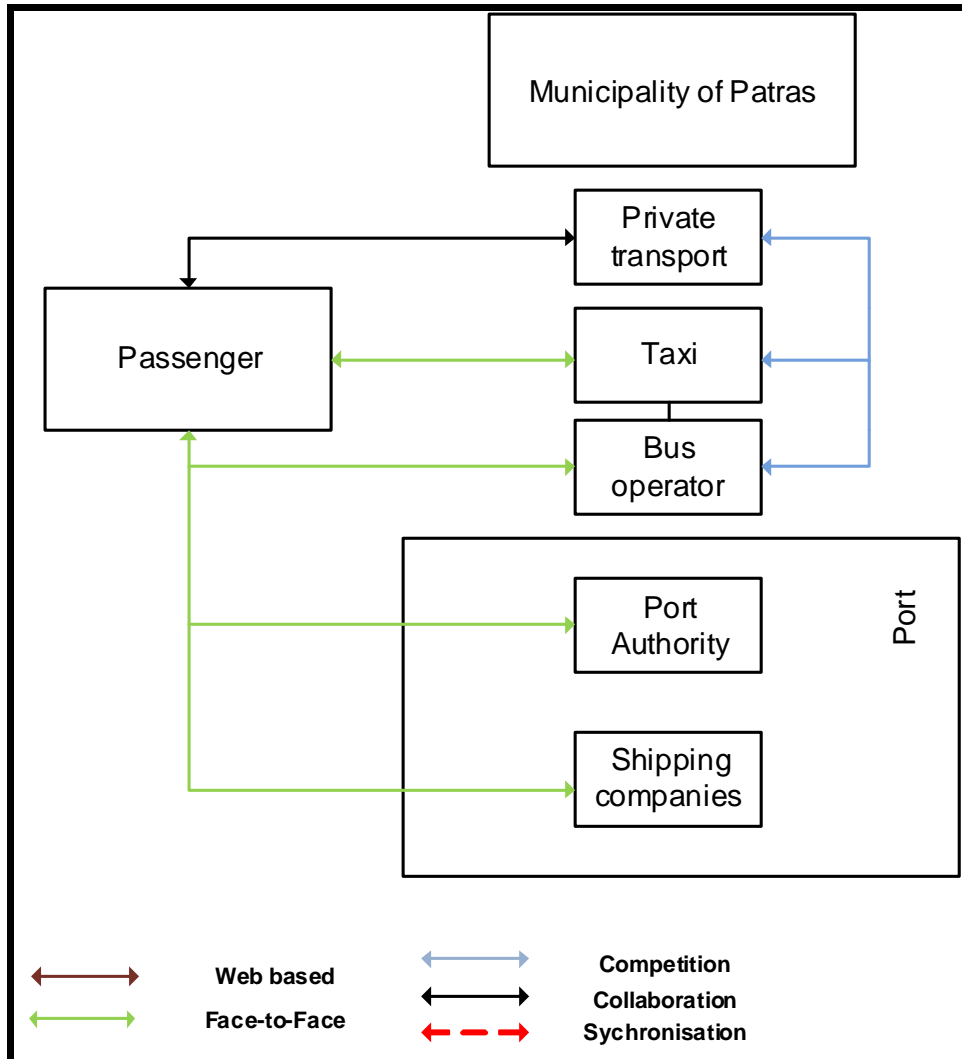 Municipality of Patras
Private
transport
Passenger
Taxi
Bus
operator
Port
Authority
Port
Shipping
companies
Web based
Face-to-Face
Competition
Collaboration
Sychronisation